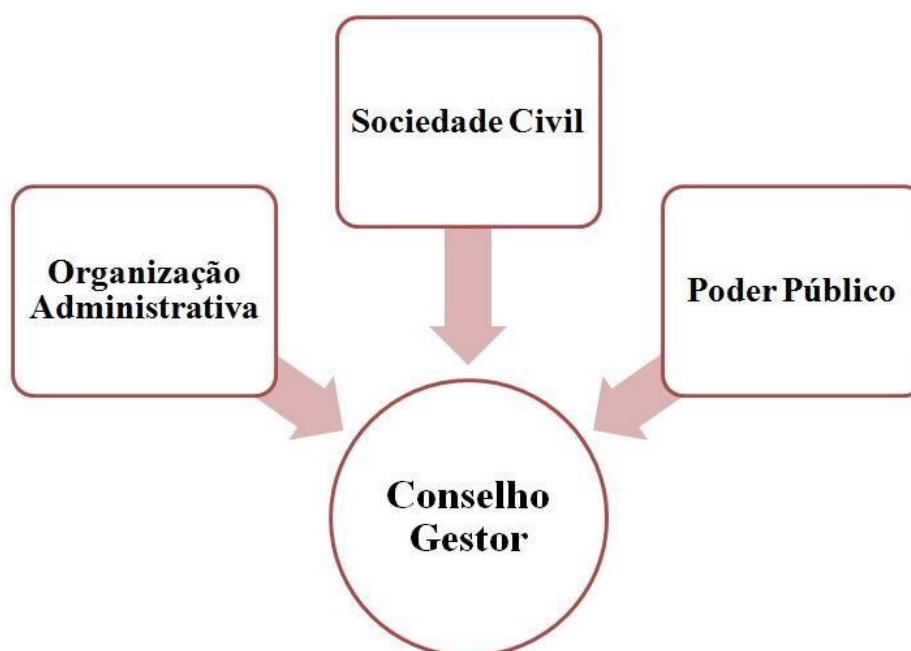 Sociedade Civil
Organização
Administrativa
Poder Público
Conselho
Gestor